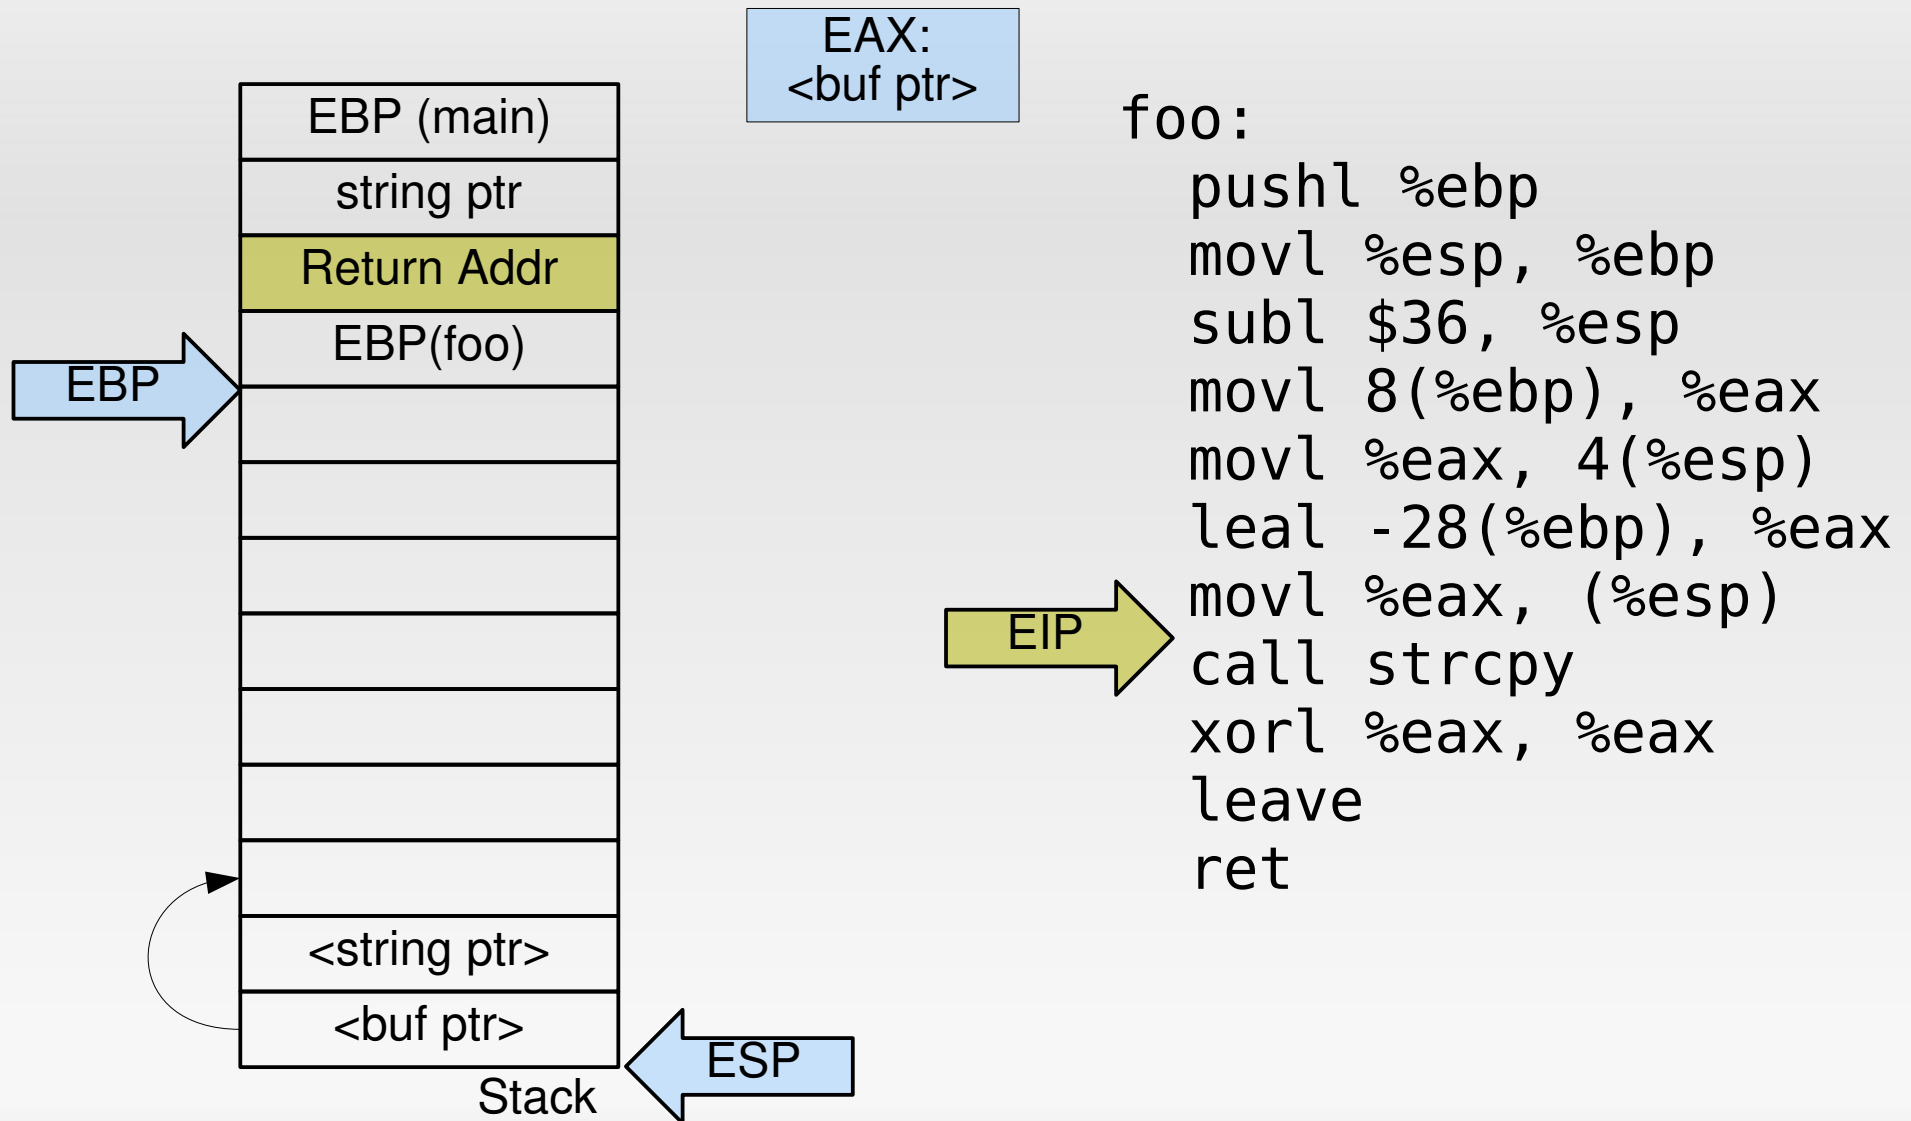 EAX:
<buf ptr>
EBP (main)
string ptr
Return Addr
EBP(foo)
EBP
<string ptr>
<buf ptr>
ESP
Stack
EIP
foo:
pushl %ebp
movl %esp, %ebp
subl $36, %esp
movl 8(%ebp), %eax
movl %eax, 4(%esp)
leal -28(%ebp), %eax
movl %eax, (%esp)
call strcpy
xorl %eax, %eax
leave
ret